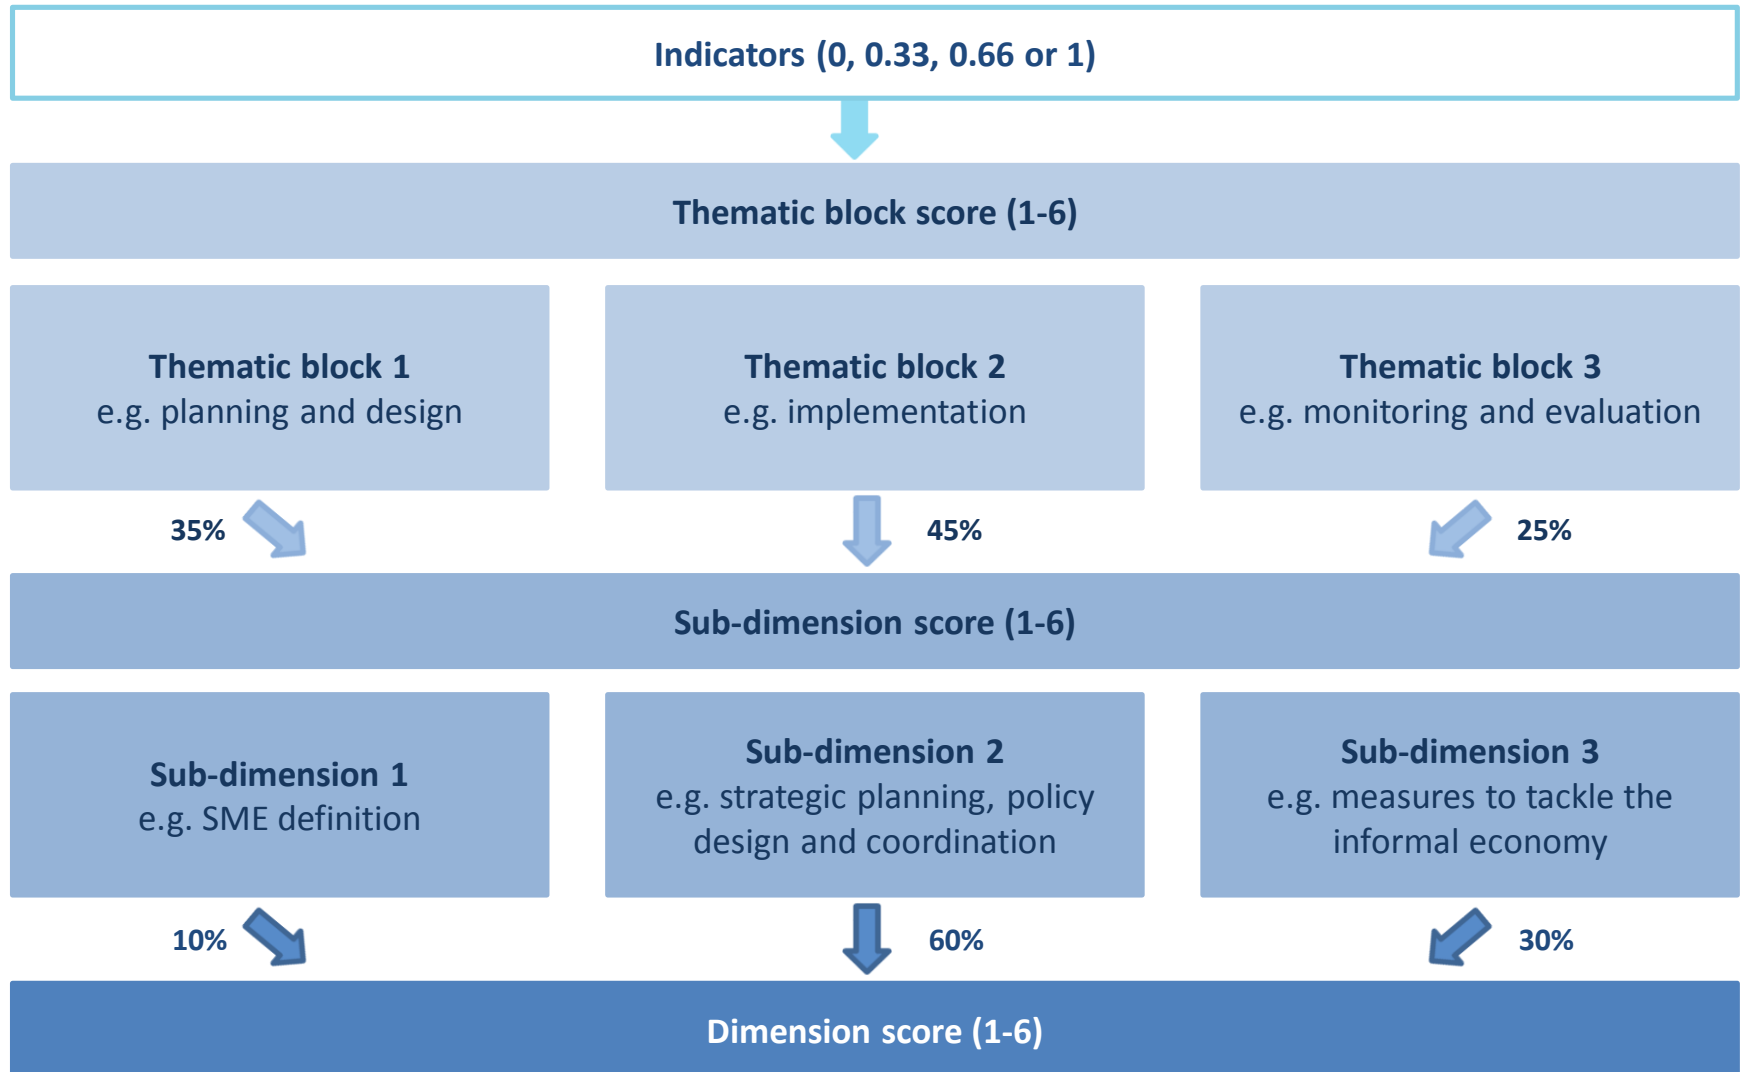 Indicators (0, 0.33, 0.66 or 1)
Thematic block score (1-6)
Thematic block 1
e.g. planning and design
Thematic block 2
e.g. implementation
Thematic block 3
e.g. monitoring and evaluation
35%
45%
25%
Sub-dimension score (1-6)
Sub-dimension 1
e.g. SME definition
Sub-dimension 2
e.g. strategic planning, policy
design and coordination
Sub-dimension 3
e.g. measures to tackle the
informal economy
10%
60%
30%
Dimension score (1-6)